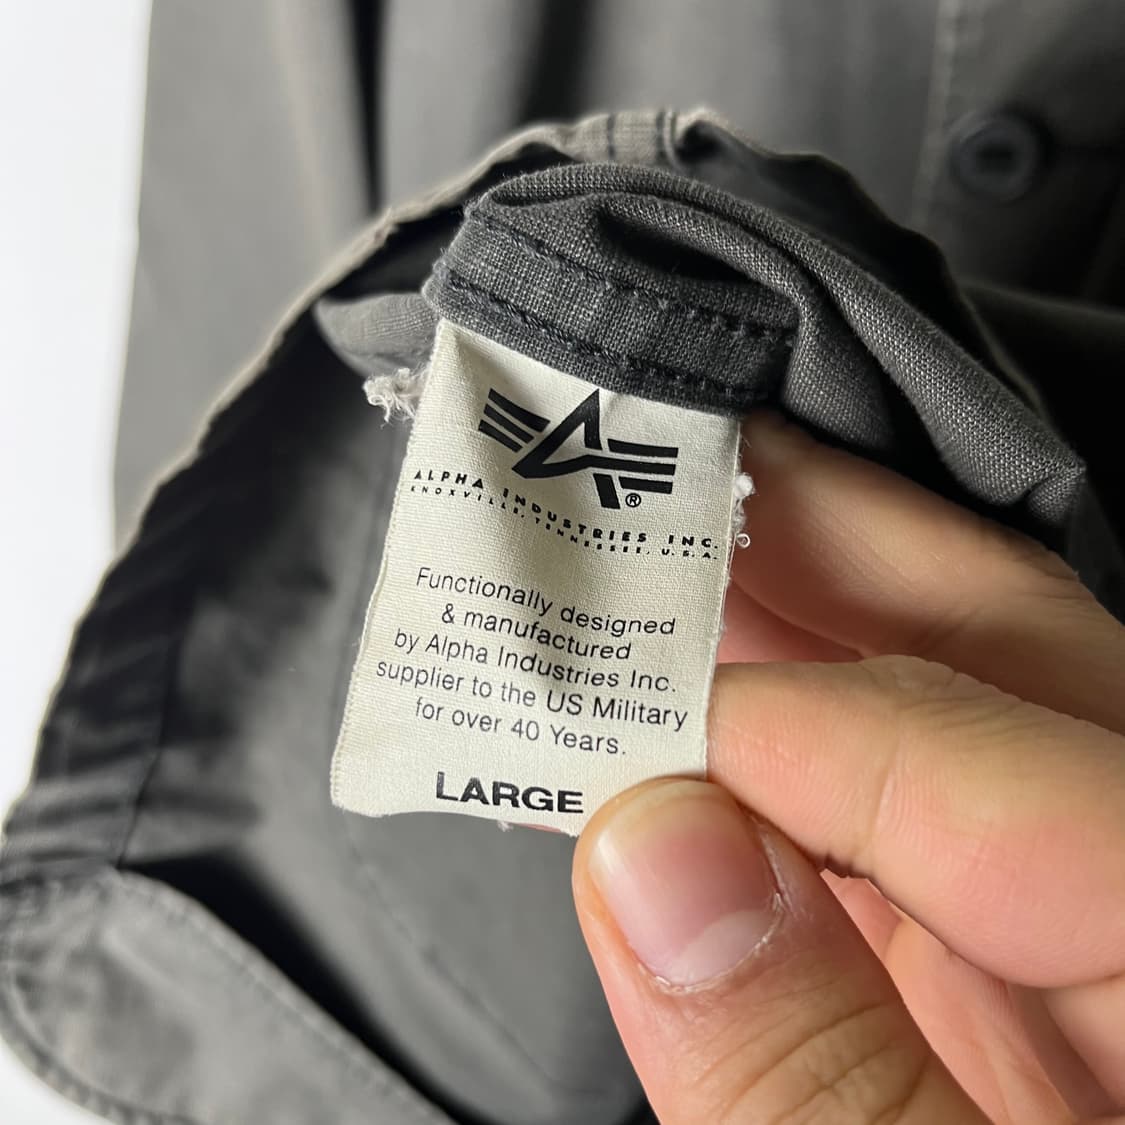 ALPHA INDUSTRIES INC.
KNOXVILLE, TENNESSEE, U.S.A.
Functionally designed
& manufactured
by Alpha Industries Inc.
supplier to the US Military
for over 40 Years.
LARGE